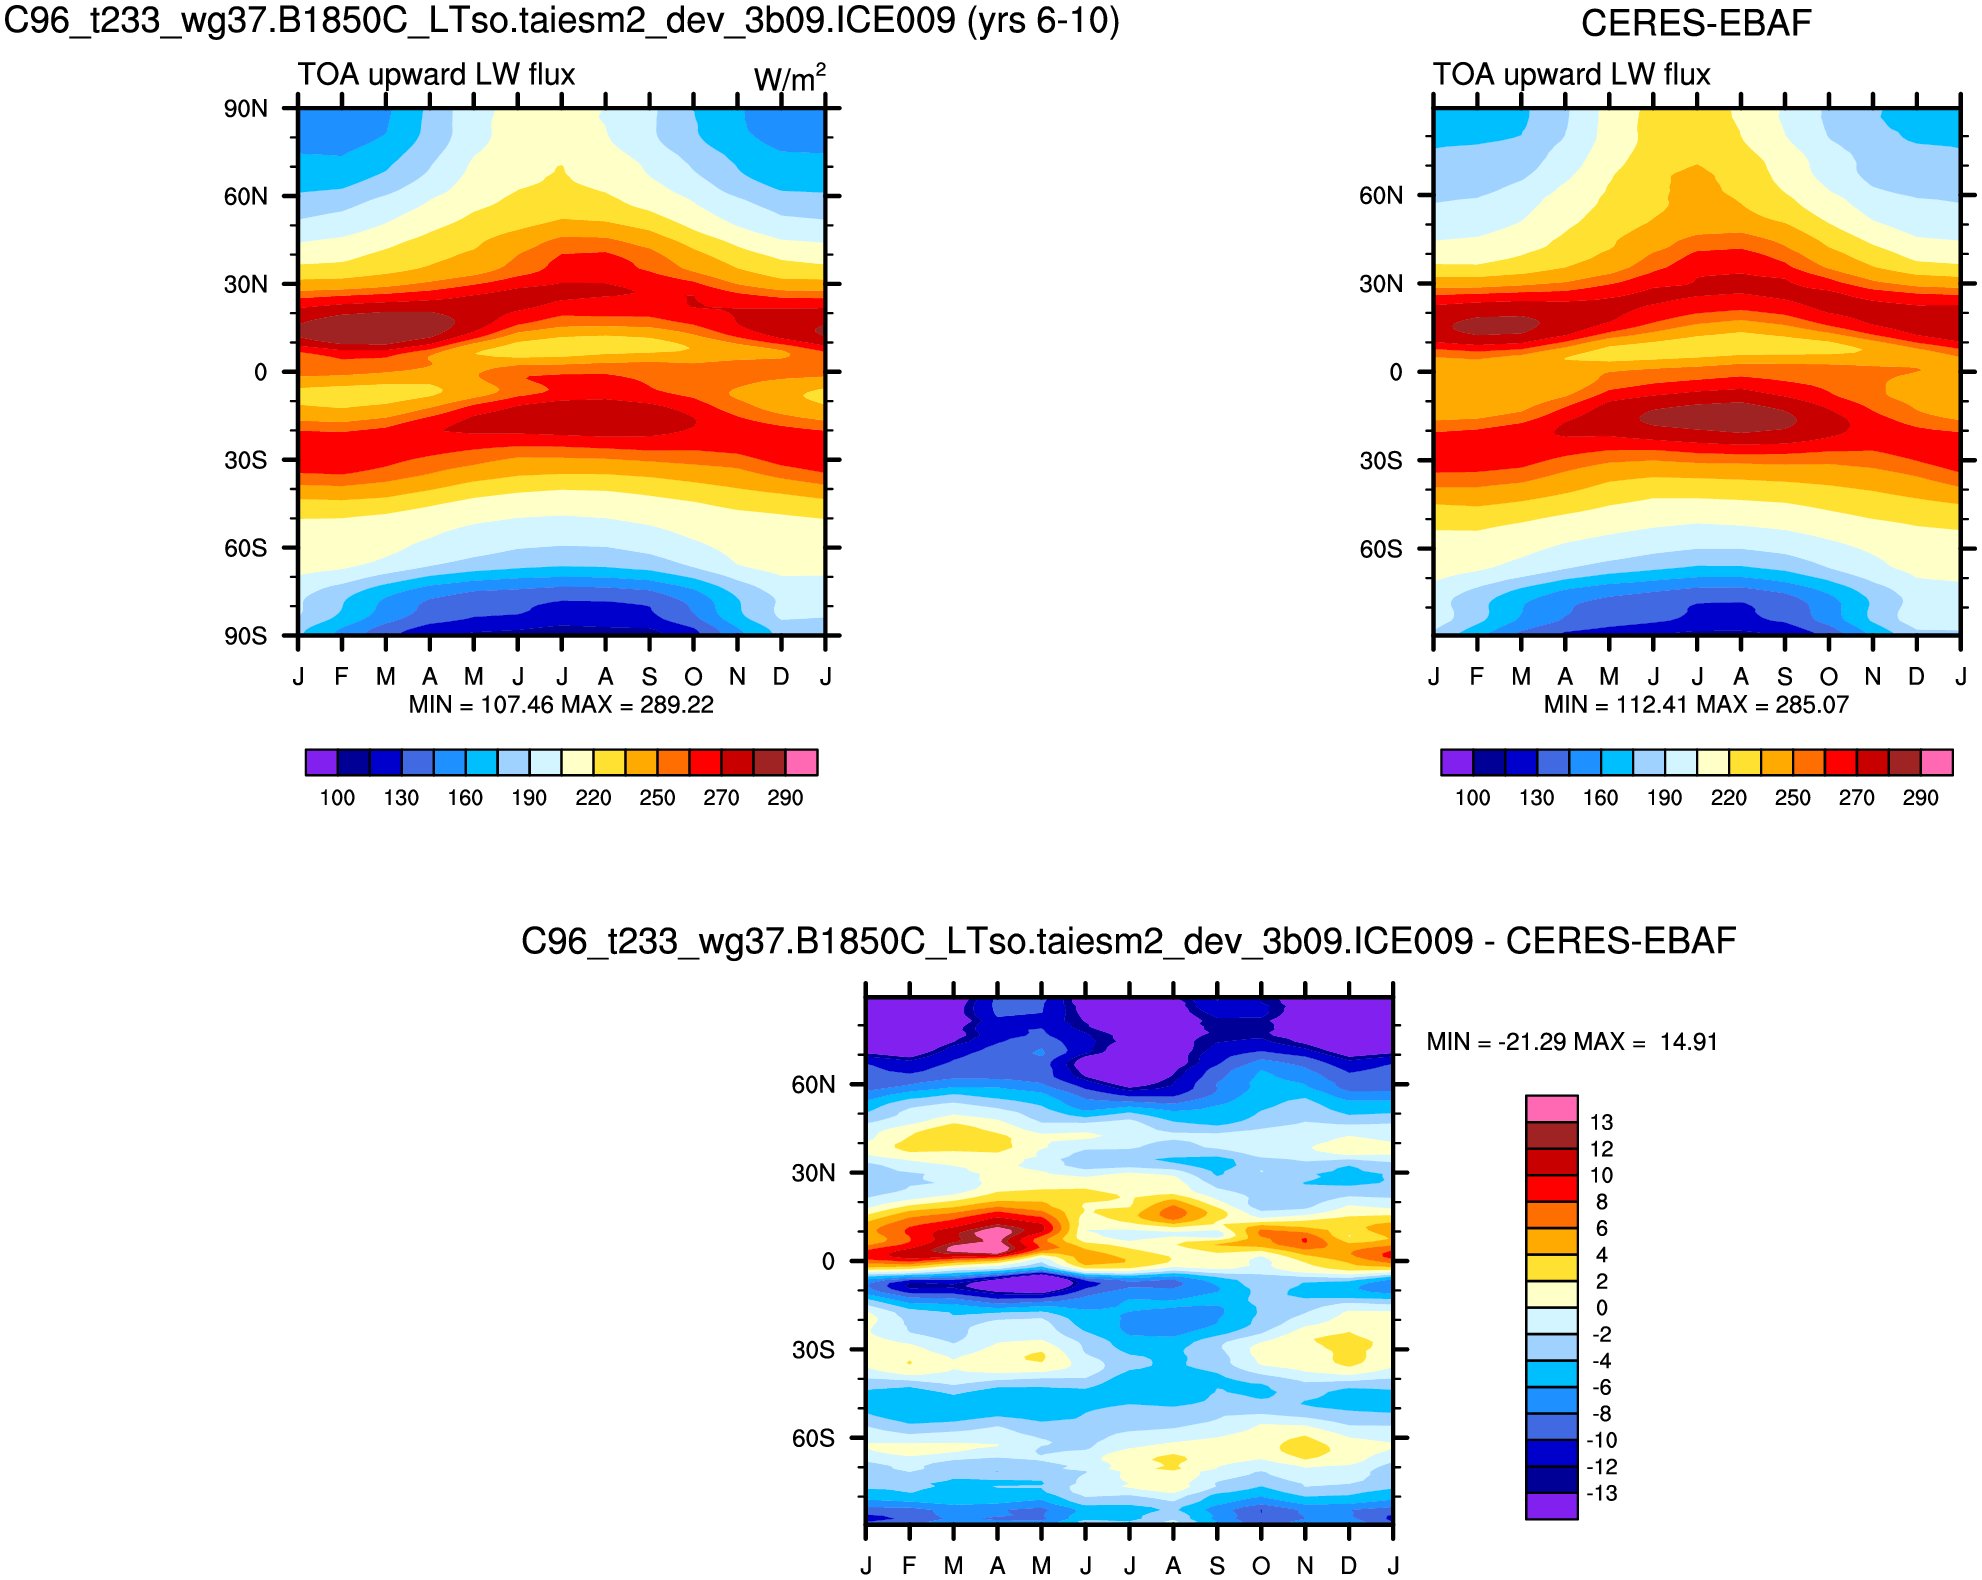 C96_t233_wg37.B1850C_LTso.taiesm2_dev_3b09.ICE009 (yrs 6-10)
CERES-EBAF
TOA upward LW flux W/m²
TOA upward LW flux
90N
60N
30N
0
30S
60S
90S
J F M A M J J A S O N D J
MIN = 107.46 MAX = 289.22
100 130 160 190 220 250 270 290
60N
30N
0
30S
60S
J F M A M J J A S O N D J
MIN = 112.41 MAX = 285.07
100 130 160 190 220 250 270 290
C96_t233_wg37.B1850C_LTso.taiesm2_dev_3b09.ICE009 - CERES-EBAF
60N
30N
0
30S
60S
J F M A M J J A S O N D J
MIN = -21.29 MAX = 14.91
13
12
10
8
6
4
2
0
-2
-4
-6
-8
-10
-12
-13